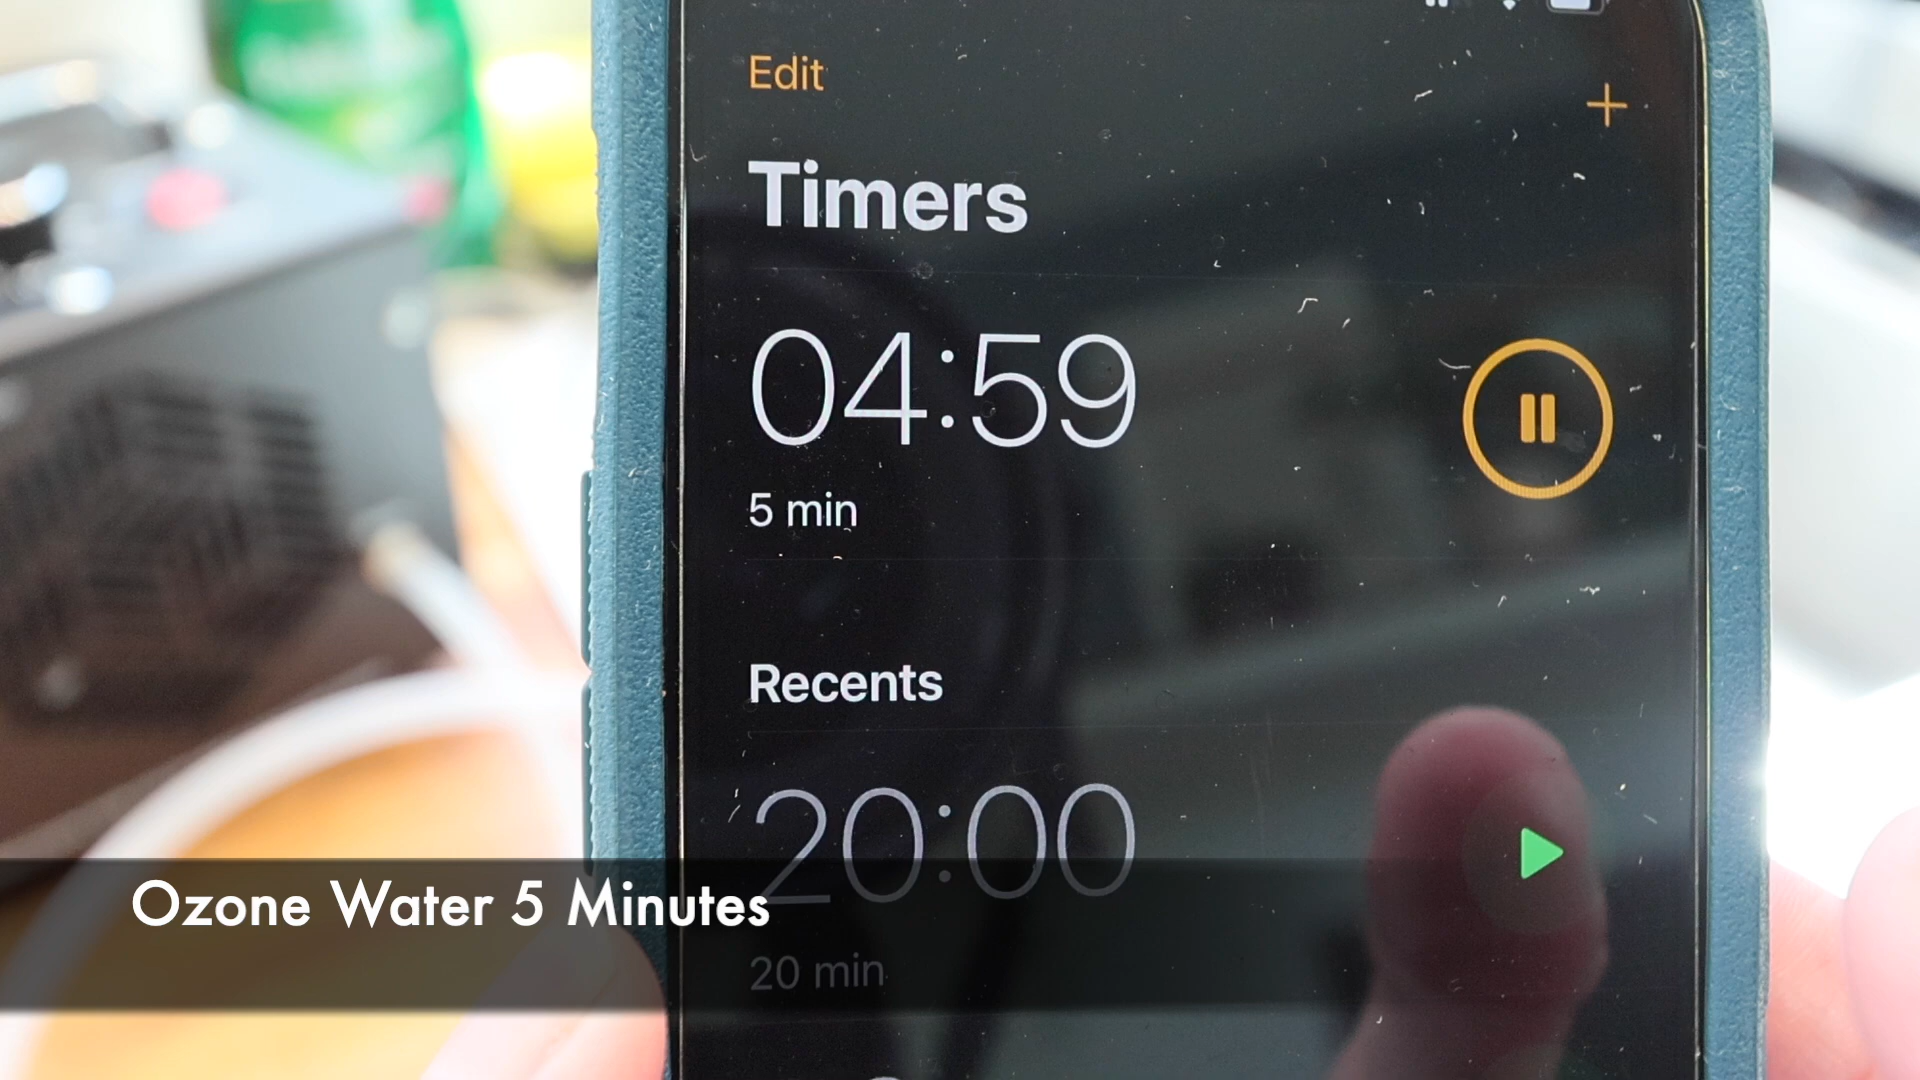 Edit
+
Timers
04:59
5 min
Recents
20:00
Ozone Water 5 Minutes
20 min